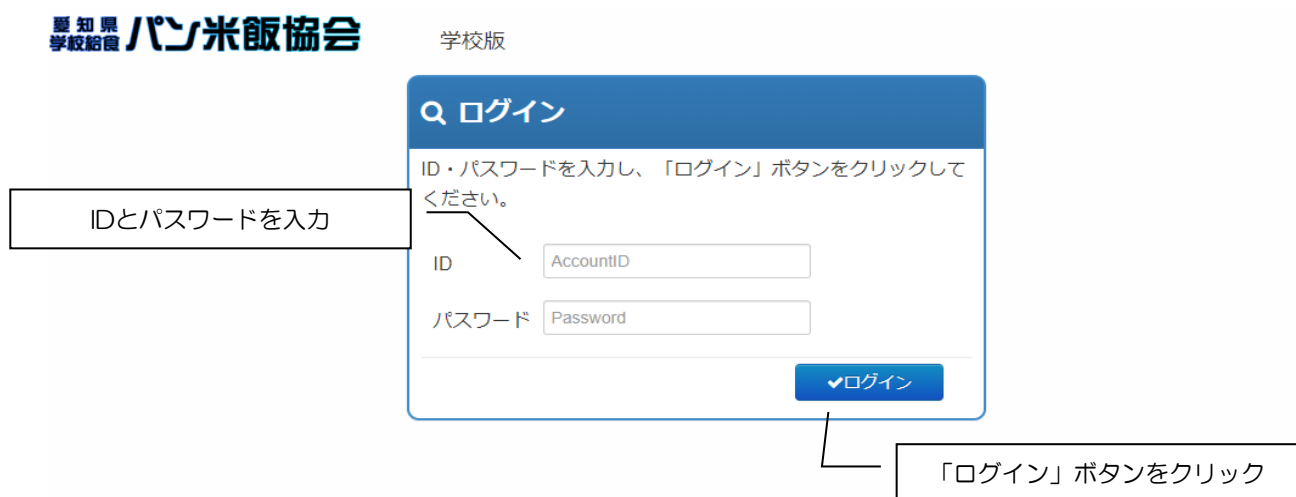 愛知県
学校給食 パン米飯協会
学校版
ログイン
ID・パスワードを入力し、「ログイン」ボタンをクリックして
ください。
IDとパスワードを入力
ID AccountID
パスワード Password
ログイン
「ログイン」ボタンをクリック